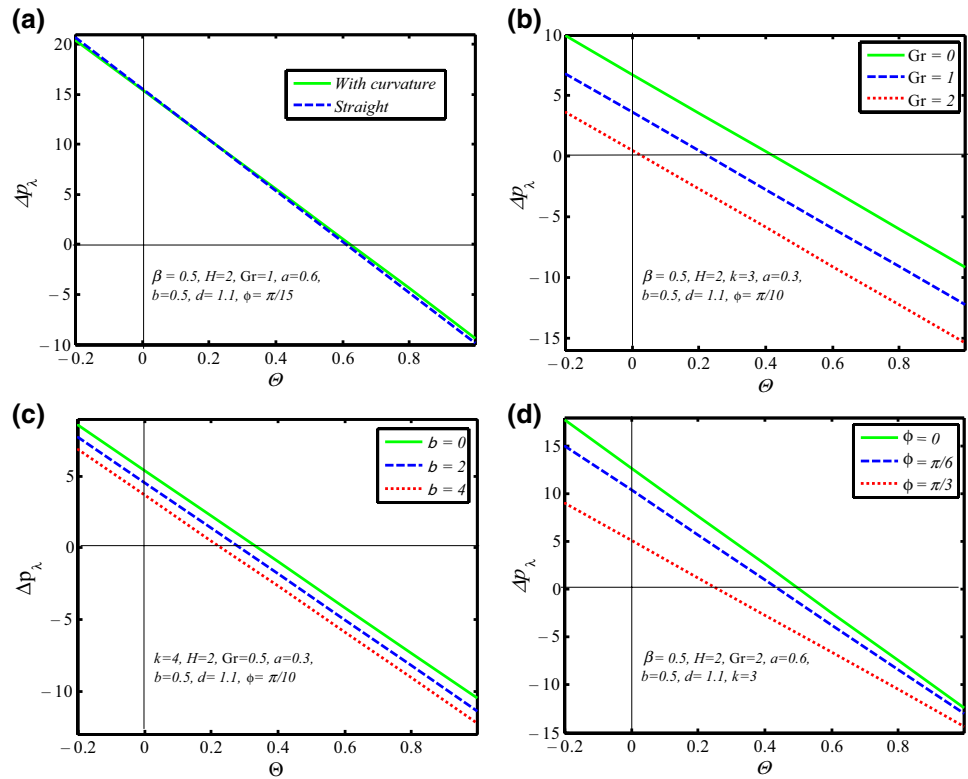 (a)
20
15
10
5
0
−5
−10
−0.2 0 0.2 0.4 0.6 0.8
Δp_λ
Θ
With curvature
Straight
β = 0.5, H=2, Gr=1, a=0.6,
b=0.5, d= 1.1, ϕ= π/15
(b)
10
5
0
−5
−10
−15
−0.2 0 0.2 0.4 0.6 0.8
Δp_λ
Θ
Gr = 0
Gr = 1
Gr = 2
β = 0.5, H=2, k=3, a=0.3,
b=0.5, d= 1.1, ϕ= π/10
(c)
5
0
−5
−10
−0.2 0 0.2 0.4 0.6 0.8
Δp_λ
Θ
b = 0
b = 2
b = 4
k=4, H=2, Gr=0.5, a=0.3,
b=0.5, d= 1.1, ϕ= π/10
(d)
15
10
5
0
−5
−10
−15
−0.2 0 0.2 0.4 0.6 0.8
Δp_λ
Θ
ϕ = 0
ϕ = π/6
ϕ = π/3
β = 0.5, H=2, Gr=2, a=0.6,
b=0.5, d= 1.1, k=3